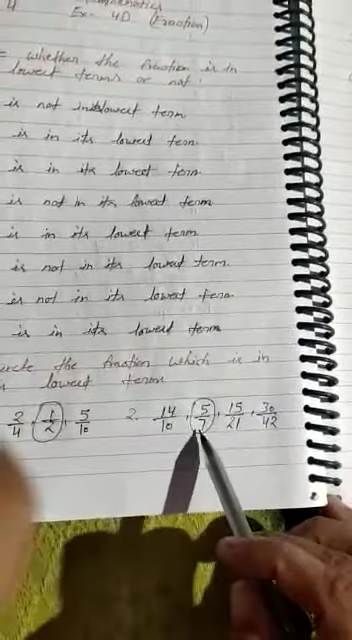 4 Mathematics
Ex- 4D (Fraction)
= whether the fraction is in
lowest terms or not.
is not in its lowest term
is in its lowest term
is in its lowest term.
is not in its lowest term
is in its lowest term.
is not in its lowest term.
is not in its lowest term
is in its lowest term
the fraction which is in
lowest term
2/4, 1/2, 5/10 2. 14/10, 5/7, 15/21, 30/42